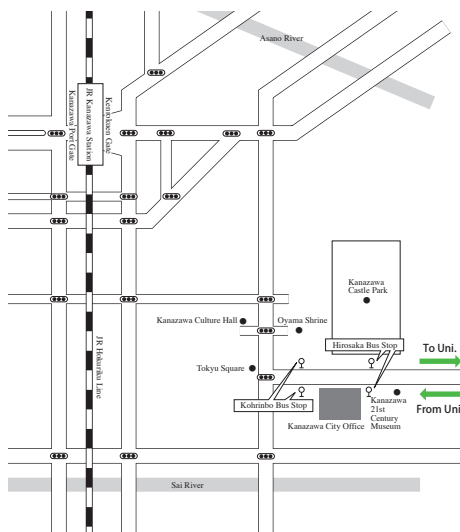 Asano River
Kanazawa Port Gate
JR Kanazawa Station
Kenrokuen Gate
Kanazawa
Castle Park
Kanazawa Culture Hall
Oyama Shrine
Hirosaka Bus Stop
To Uni.
JR Hokuriku Line
Tokyu Square
Kohrinbo Bus Stop
Kanazawa City Office
Kanazawa
21st
Century
Museum
From Uni
Sai River